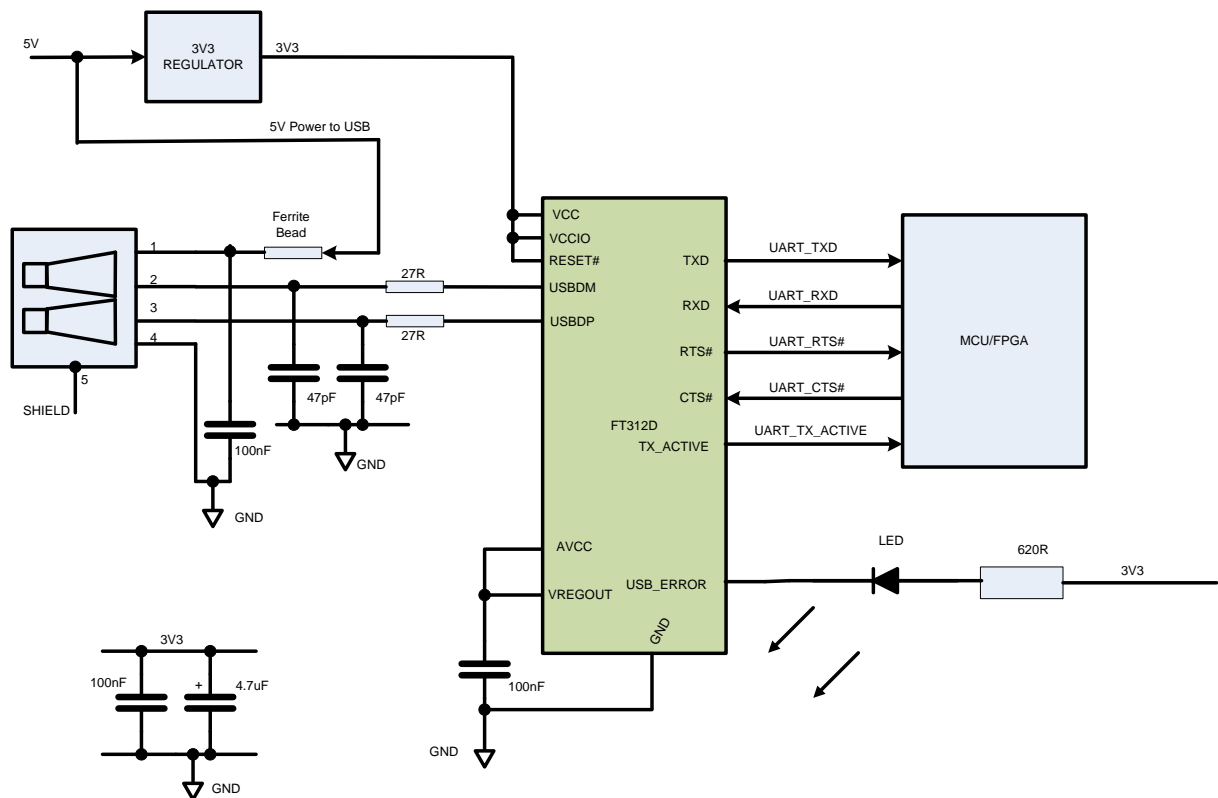 5V
3V3
REGULATOR
3V3
5V Power to USB
Ferrite
Bead
1
2
3
4
5
SHIELD
27R
27R
47pF
47pF
100nF
GND
GND
VCC
VCCIO
RESET#
USBDM
USBDP
TXD
RXD
RTS#
CTS#
FT312D
TX_ACTIVE
AVCC
VREGOUT
USB_ERROR
GND
UART_TXD
UART_RXD
UART_RTS#
UART_CTS#
UART_TX_ACTIVE
MCU/FPGA
LED
620R
3V3
100nF
GND
3V3
100nF
+
4.7uF
GND